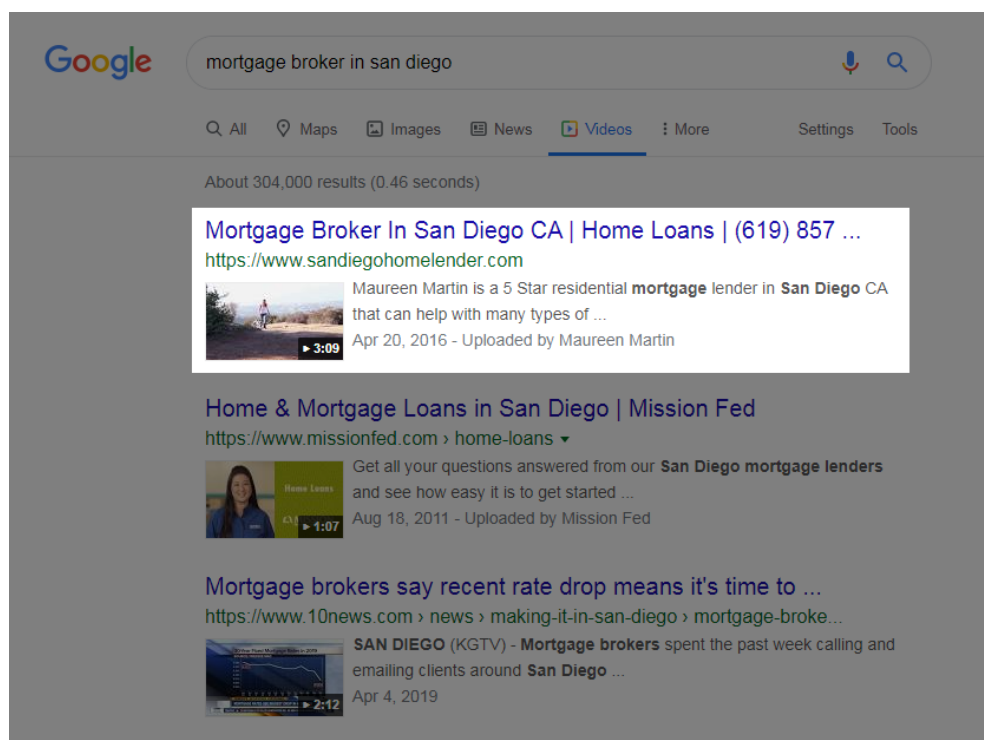 Google
mortgage broker in san diego
All Maps Images News Videos More Settings Tools
About 304,000 results (0.46 seconds)
Mortgage Broker In San Diego CA | Home Loans | (619) 857 ...
https://www.sandiegohomelender.com
Maureen Martin is a 5 Star residential mortgage lender in San Diego CA
that can help with many types of ...
3:09
Apr 20, 2016 - Uploaded by Maureen Martin
Home & Mortgage Loans in San Diego | Mission Fed
https://www.missionfed.com › home-loans
Get all your questions answered from our San Diego mortgage lenders
and see how easy it is to get started ...
Home Loans
1:07
Aug 18, 2011 - Uploaded by Mission Fed
Mortgage brokers say recent rate drop means it's time to ...
https://www.10news.com › news › making-it-in-san-diego › mortgage-broke...
SAN DIEGO (KGTV) - Mortgage brokers spent the past week calling and
emailing clients around San Diego ...
2:12
Apr 4, 2019